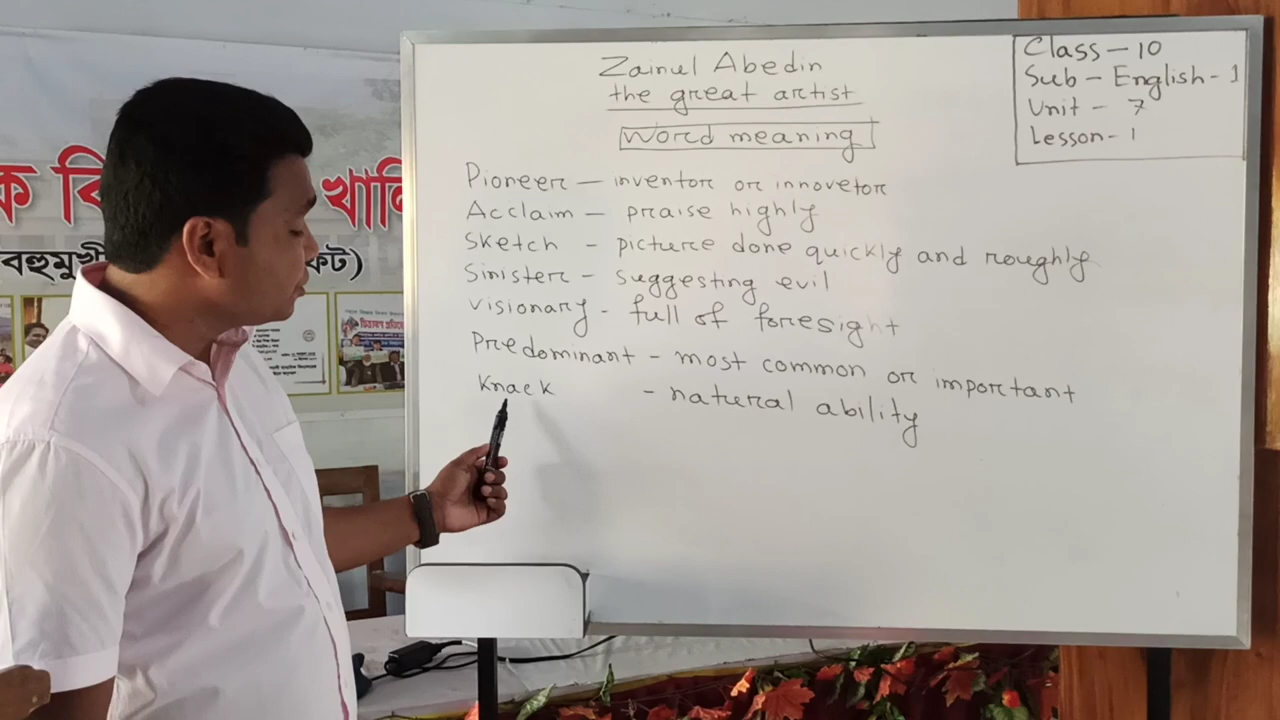 Zainul Abedin
the great artist
Word meaning
Class - 10
Sub - English - 1
Unit - 7
Lesson - 1
Pioneer - inventor or innovetor
Acclaim - praise highly
Sketch - picture done quickly and roughly
Sinister - suggesting evil
visionary - full of foresight
Predominant - most common or important
Knack - natural ability
ক বি
খানি
বহুমুখী